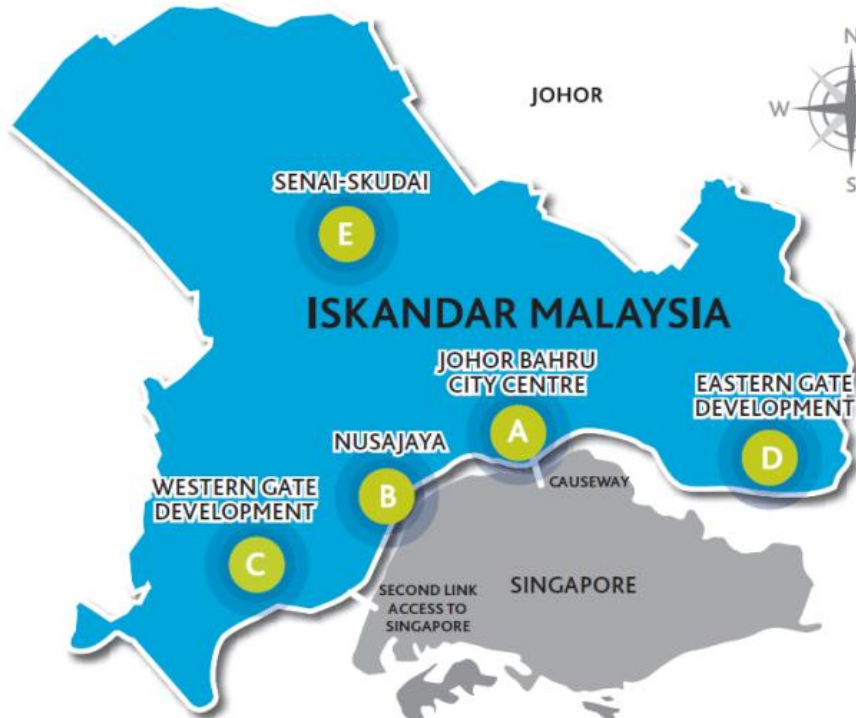 N
JOHOR
W
S
SENAI-SKUDAI
E
ISKANDAR MALAYSIA
JOHOR BAHRU
CITY CENTRE
A
EASTERN GATE
DEVELOPMENT
D
NUSAJAYA
B
CAUSEWAY
WESTERN GATE
DEVELOPMENT
C
SECOND LINK
ACCESS TO
SINGAPORE
SINGAPORE